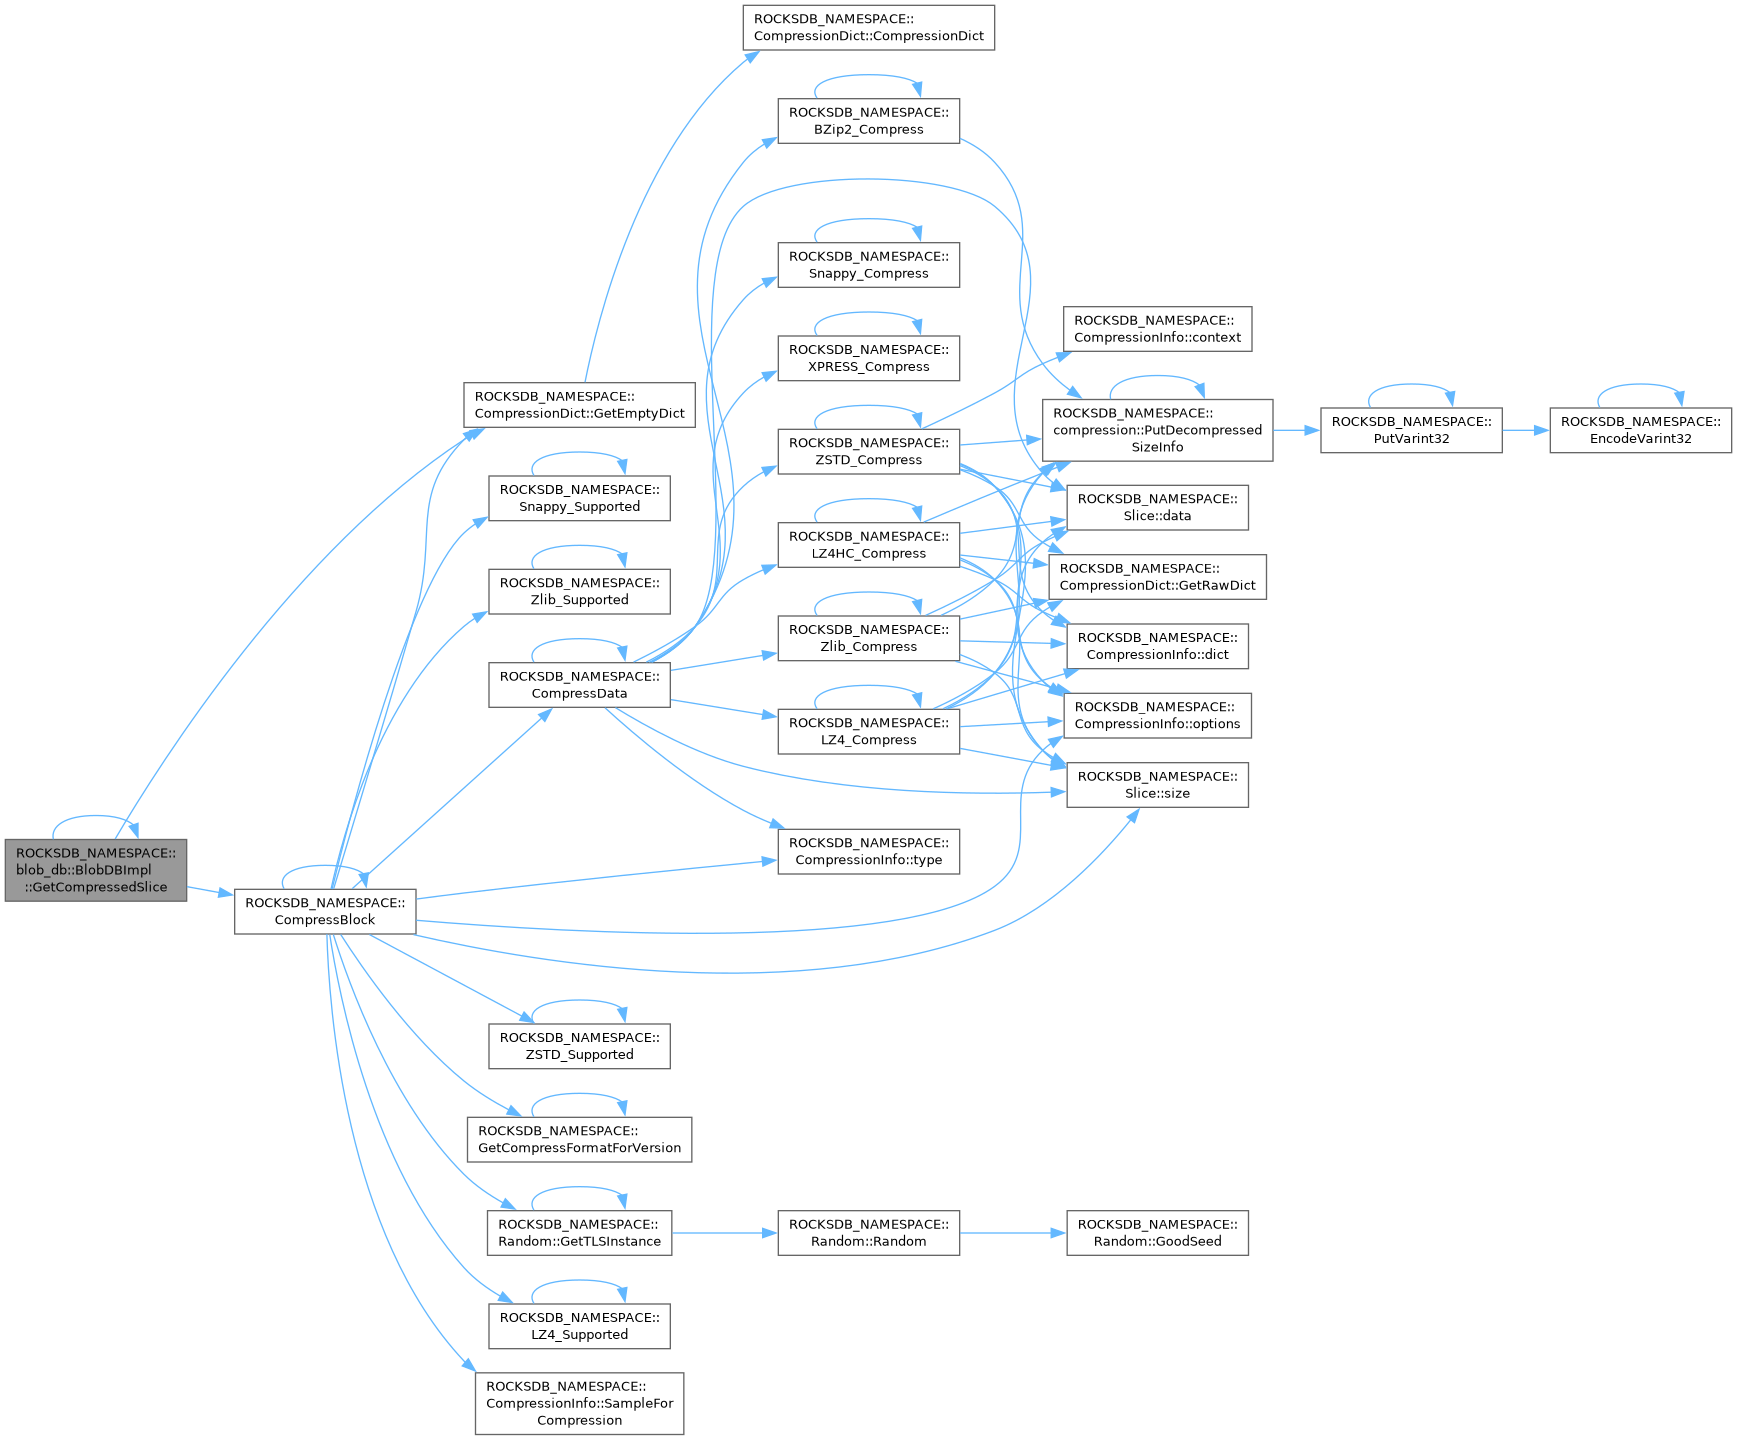 ROCKSDB_NAMESPACE::
blob_db::BlobDBImpl
::GetCompressedSlice
ROCKSDB_NAMESPACE::
CompressBlock
ROCKSDB_NAMESPACE::
CompressionDict::GetEmptyDict
ROCKSDB_NAMESPACE::
Snappy_Supported
ROCKSDB_NAMESPACE::
Zlib_Supported
ROCKSDB_NAMESPACE::
CompressData
ROCKSDB_NAMESPACE::
ZSTD_Supported
ROCKSDB_NAMESPACE::
GetCompressFormatForVersion
ROCKSDB_NAMESPACE::
Random::GetTLSInstance
ROCKSDB_NAMESPACE::
LZ4_Supported
ROCKSDB_NAMESPACE::
CompressionInfo::SampleFor
Compression
ROCKSDB_NAMESPACE::
CompressionDict::CompressionDict
ROCKSDB_NAMESPACE::
BZip2_Compress
ROCKSDB_NAMESPACE::
Snappy_Compress
ROCKSDB_NAMESPACE::
XPRESS_Compress
ROCKSDB_NAMESPACE::
ZSTD_Compress
ROCKSDB_NAMESPACE::
LZ4HC_Compress
ROCKSDB_NAMESPACE::
Zlib_Compress
ROCKSDB_NAMESPACE::
LZ4_Compress
ROCKSDB_NAMESPACE::
CompressionInfo::type
ROCKSDB_NAMESPACE::
Random::Random
ROCKSDB_NAMESPACE::
CompressionInfo::context
ROCKSDB_NAMESPACE::
compression::PutDecompressed
SizeInfo
ROCKSDB_NAMESPACE::
Slice::data
ROCKSDB_NAMESPACE::
CompressionDict::GetRawDict
ROCKSDB_NAMESPACE::
CompressionInfo::dict
ROCKSDB_NAMESPACE::
CompressionInfo::options
ROCKSDB_NAMESPACE::
Slice::size
ROCKSDB_NAMESPACE::
Random::GoodSeed
ROCKSDB_NAMESPACE::
PutVarint32
ROCKSDB_NAMESPACE::
EncodeVarint32